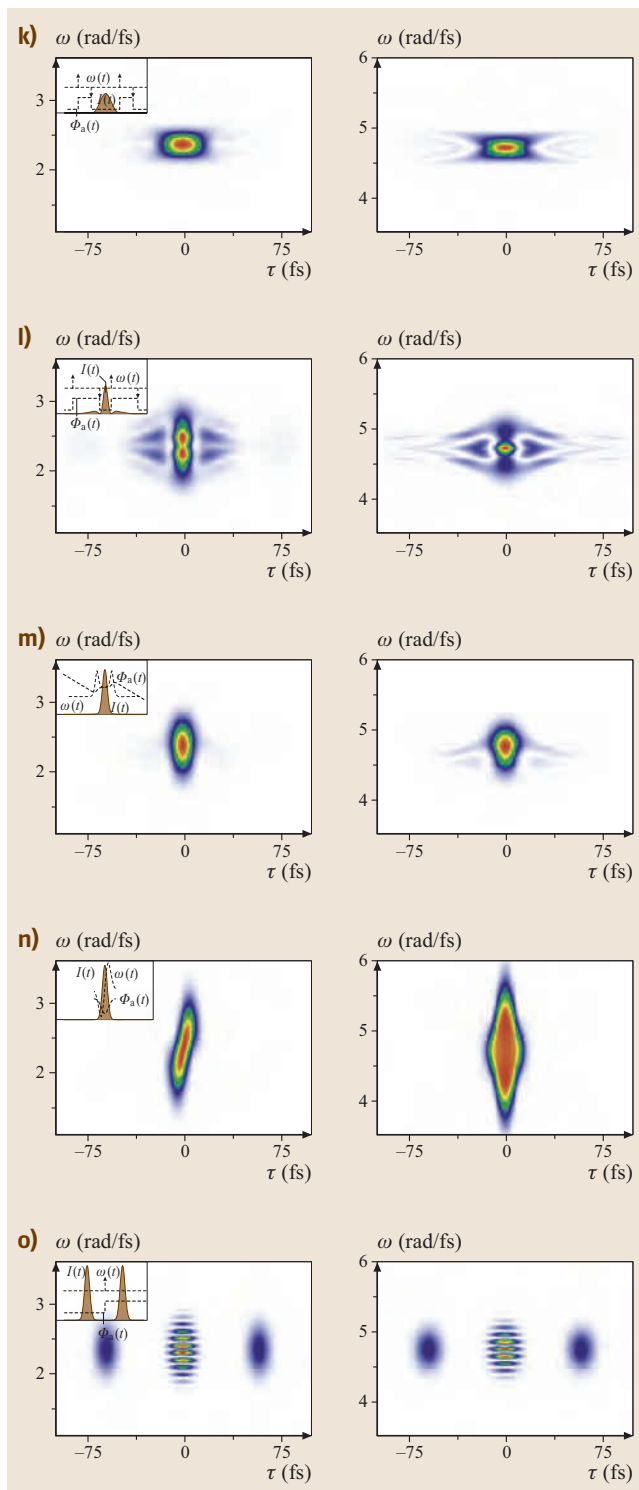 k) ω (rad/fs) ω (rad/fs)
6
3
ω(t)
I(t)
5
Φa(t)
2
4
–75 0 75 –75 0 75
τ (fs) τ (fs)
l) ω (rad/fs) ω (rad/fs)
6
I(t)
ω(t)
3
Φa(t)
5
2
4
–75 0 75 –75 0 75
τ (fs) τ (fs)
m) ω (rad/fs) ω (rad/fs)
6
Φa(t)
3
ω(t) I(t)
5
2
4
–75 0 75 –75 0 75
τ (fs) τ (fs)
n) ω (rad/fs) ω (rad/fs)
6
I(t) ω(t)
3
Φa(t)
5
2
4
–75 0 75 –75 0 75
τ (fs) τ (fs)
o) ω (rad/fs) ω (rad/fs)
6
I(t) ω(t)
3
Φa(t)
5
2
4
–75 0 75 –75 0 75
τ (fs) τ (fs)